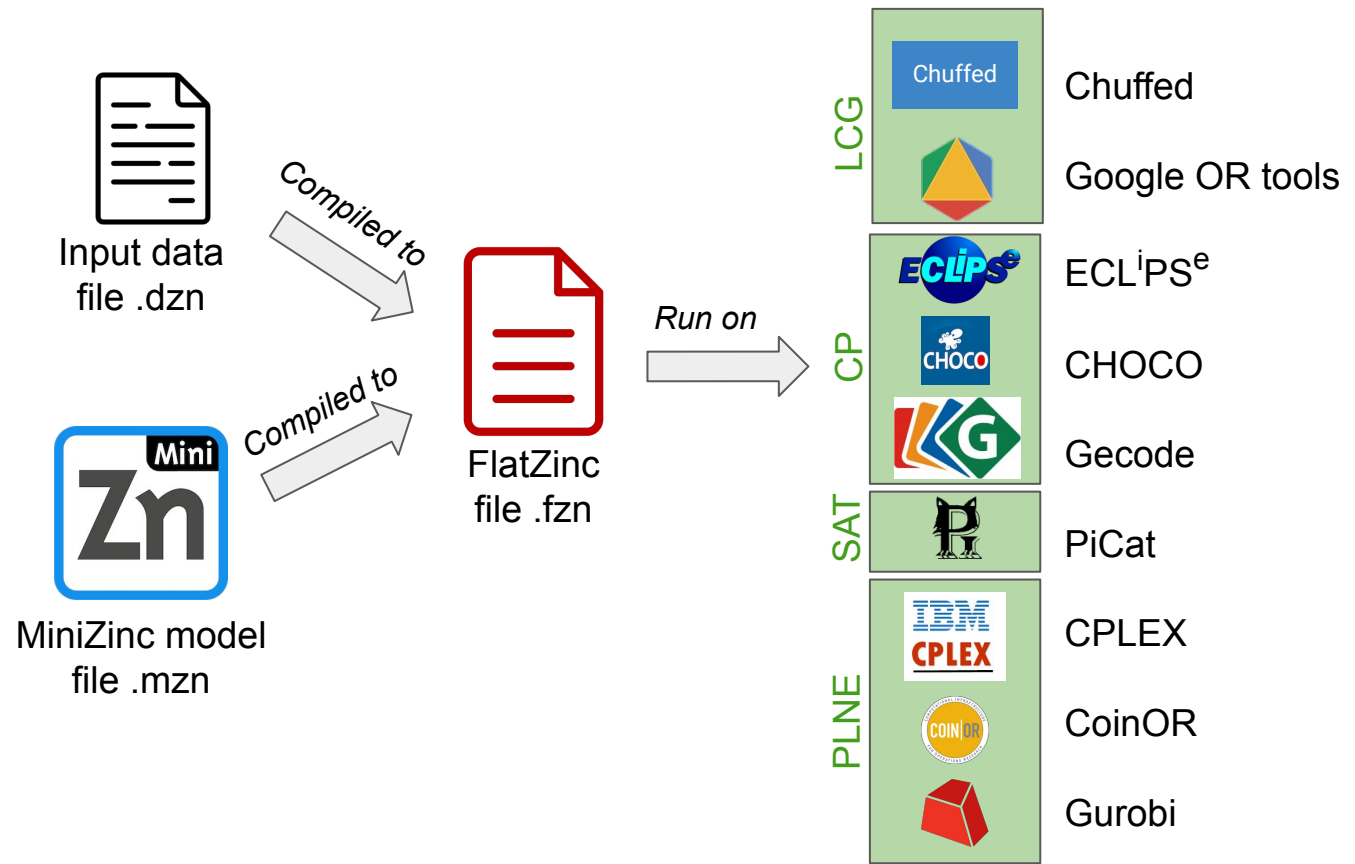 Input data
file .dzn
Compiled to
Mini
Zn
MiniZinc model
file .mzn
Compiled to
FlatZinc
file .fzn
Run on
LCG
Chuffed
Chuffed
Google OR tools
CP
ECLiPSe
ECLiPSe
CHOCO
CHOCO
G
Gecode
SAT
Pi
PiCat
PLNE
IBM
CPLEX
CPLEX
COIN|OR
CoinOR
Gurobi